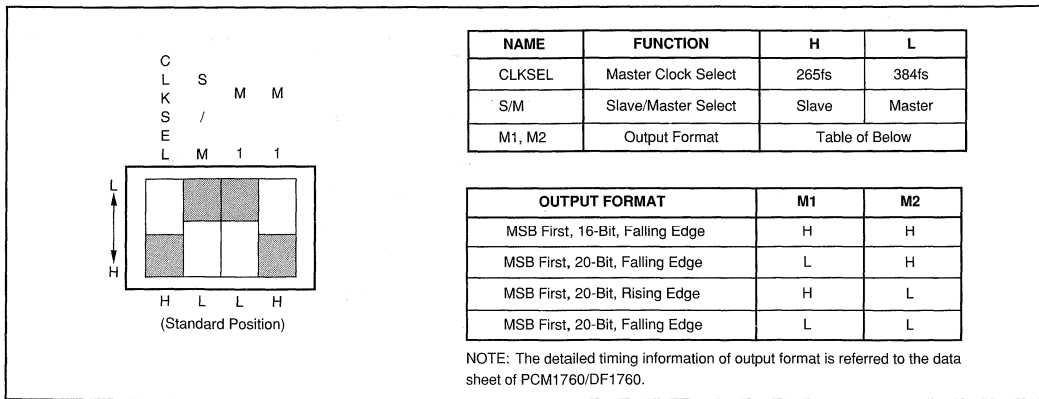 CLKSEL S/M M1 M1
L
H
H L L H
(Standard Position)
NAME FUNCTION H L
CLKSEL Master Clock Select 265fs 384fs
S/M Slave/Master Select Slave Master
M1, M2 Output Format Table of Below
OUTPUT FORMAT M1 M2
MSB First, 16-Bit, Falling Edge H H
MSB First, 20-Bit, Falling Edge L H
MSB First, 20-Bit, Rising Edge H L
MSB First, 20-Bit, Falling Edge L L
NOTE: The detailed timing information of output format is referred to the data
sheet of PCM1760/DF1760.